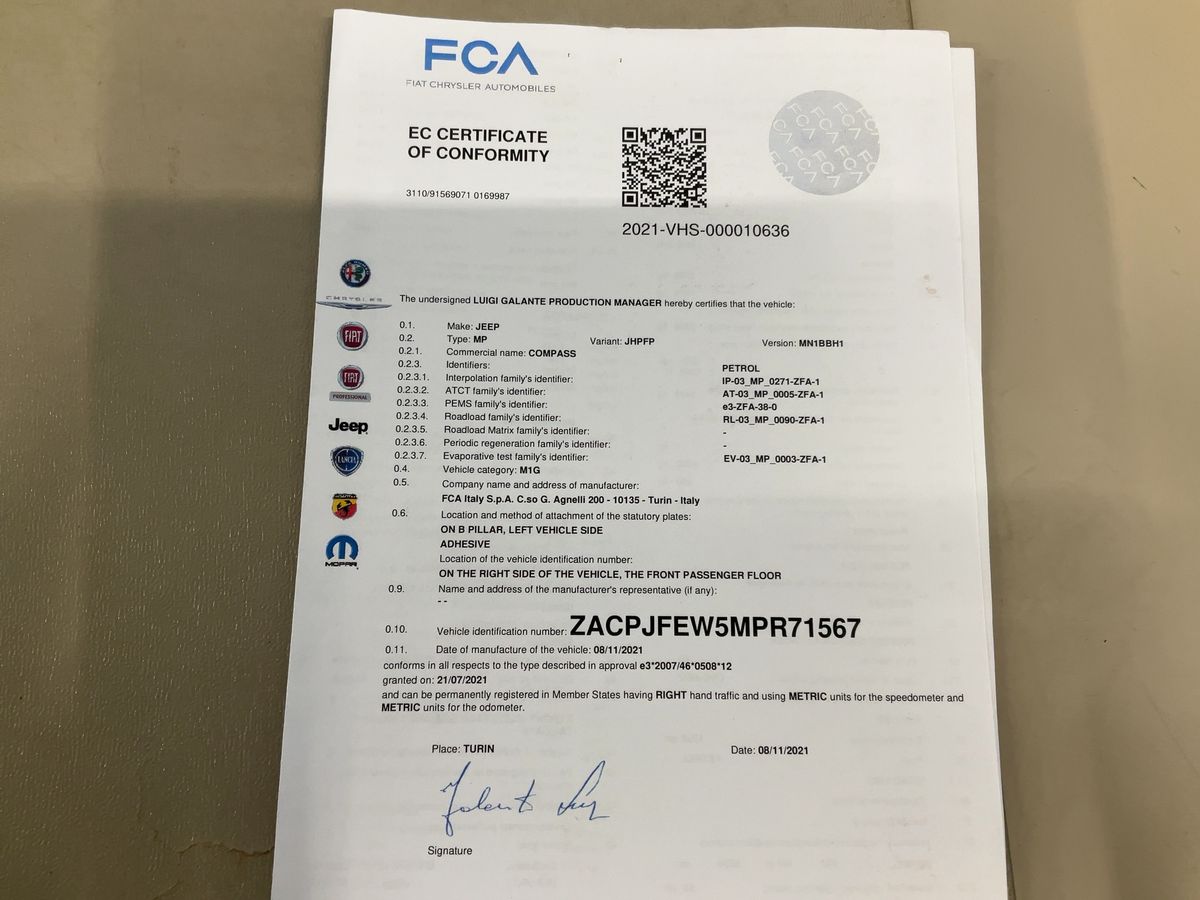 FCA
FIAT CHRYSLER AUTOMOBILES
EC CERTIFICATE
OF CONFORMITY
3110/91569071 0169987
2021-VHS-000010636
FCA FCA FCA FCA FCA
CHRYSLER
FIAT
FIAT
PROFESSIONAL
Jeep
LANCIA
MOPAR
The undersigned LUIGI GALANTE PRODUCTION MANAGER hereby certifies that the vehicle:
0.1. Make: JEEP
0.2. Type: MP Variant: JHPFP Version: MN1BBH1
0.2.1. Commercial name: COMPASS
0.2.3. Identifiers: PETROL
0.2.3.1. Interpolation family's identifier: IP-03_MP_0271-ZFA-1
0.2.3.2. ATCT family's identifier: AT-03_MP_0005-ZFA-1
0.2.3.3. PEMS family's identifier: e3-ZFA-38-0
0.2.3.4. Roadload family's identifier: RL-03_MP_0090-ZFA-1
0.2.3.5. Roadload Matrix family's identifier: -
0.2.3.6. Periodic regeneration family's identifier: -
0.2.3.7. Evaporative test family's identifier: EV-03_MP_0003-ZFA-1
0.4. Vehicle category: M1G
0.5. Company name and address of manufacturer:
FCA Italy S.p.A. C.so G. Agnelli 200 - 10135 - Turin - Italy
0.6. Location and method of attachment of the statutory plates:
ON B PILLAR, LEFT VEHICLE SIDE
ADHESIVE
Location of the vehicle identification number:
ON THE RIGHT SIDE OF THE VEHICLE, THE FRONT PASSENGER FLOOR
0.9. Name and address of the manufacturer's representative (if any):
- -
0.10. Vehicle identification number: ZACPJFEW5MPR71567
0.11. Date of manufacture of the vehicle: 08/11/2021
conforms in all respects to the type described in approval e3*2007/46*0508*12
granted on: 21/07/2021
and can be permanently registered in Member States having RIGHT hand traffic and using METRIC units for the speedometer and
METRIC units for the odometer.
Place: TURIN Date: 08/11/2021
Signature